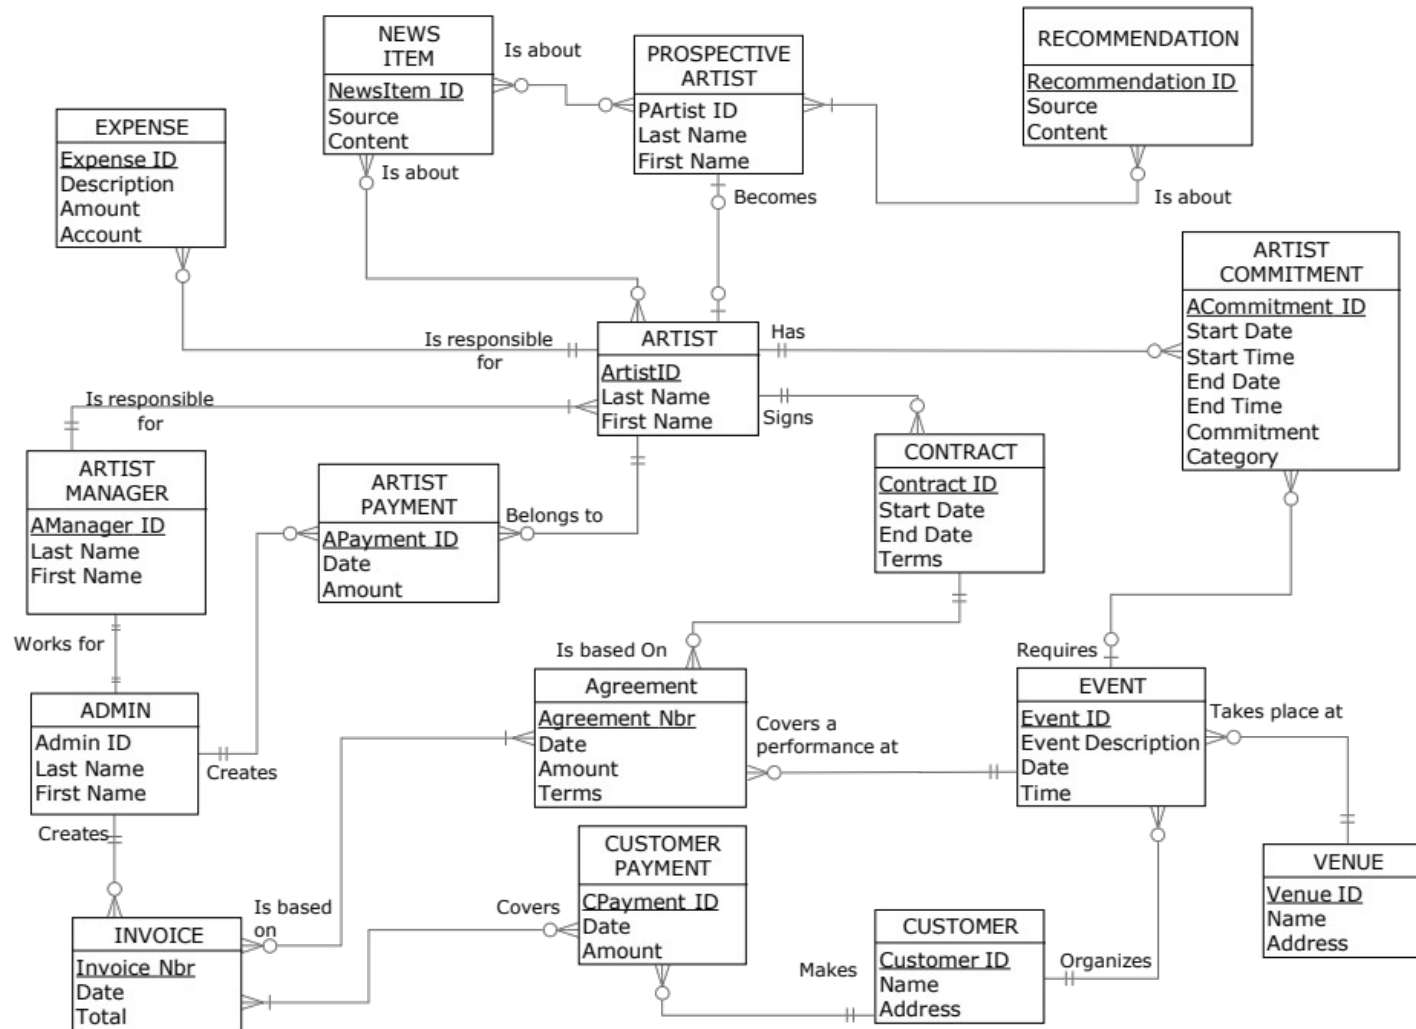 NEWS
ITEM
NewsItem ID
Source
Content
Is about
PROSPECTIVE
ARTIST
PArtist ID
Last Name
First Name
RECOMMENDATION
Recommendation ID
Source
Content
EXPENSE
Expense ID
Description
Amount
Account
Is about
Becomes
Is about
ARTIST
COMMITMENT
ACommitment ID
Start Date
Start Time
End Date
End Time
Commitment
Category
Is responsible
for
ARTIST
ArtistID
Last Name
First Name
Has
Signs
Is responsible
for
ARTIST
MANAGER
AManager ID
Last Name
First Name
ARTIST
PAYMENT
APayment ID
Date
Amount
Belongs to
CONTRACT
Contract ID
Start Date
End Date
Terms
Works for
Is based On
Requires
ADMIN
Admin ID
Last Name
First Name
Creates
Agreement
Agreement Nbr
Date
Amount
Terms
Covers a
performance at
EVENT
Event ID
Event Description
Date
Time
Takes place at
Creates
CUSTOMER
PAYMENT
CPayment ID
Date
Amount
VENUE
Venue ID
Name
Address
Is based
on
Covers
INVOICE
Invoice Nbr
Date
Total
Makes
CUSTOMER
Customer ID
Name
Address
Organizes